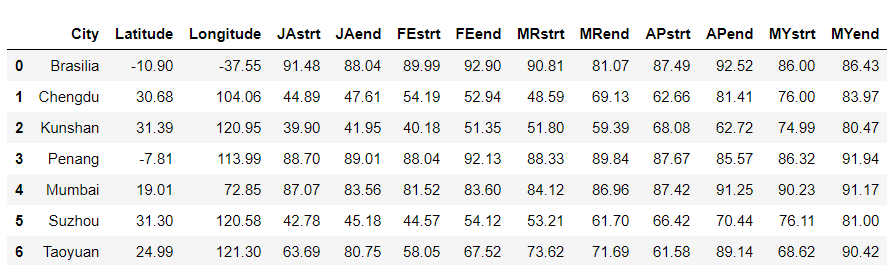 City Latitude Longitude JAstrt JAend FEstrt FEend MRstrt MRend APstrt APend MYstrt MYend
0 Brasilia -10.90 -37.55 91.48 88.04 89.99 92.90 90.81 81.07 87.49 92.52 86.00 86.43
1 Chengdu 30.68 104.06 44.89 47.61 54.19 52.94 48.59 69.13 62.66 81.41 76.00 83.97
2 Kunshan 31.39 120.95 39.90 41.95 40.18 51.35 51.80 59.39 68.08 62.72 74.99 80.47
3 Penang -7.81 113.99 88.70 89.01 88.04 92.13 88.33 89.84 87.67 85.57 86.32 91.94
4 Mumbai 19.01 72.85 87.07 83.56 81.52 83.60 84.12 86.96 87.42 91.25 90.23 91.17
5 Suzhou 31.30 120.58 42.78 45.18 44.57 54.12 53.21 61.70 66.42 70.44 76.11 81.00
6 Taoyuan 24.99 121.30 63.69 80.75 58.05 67.52 73.62 71.69 61.58 89.14 68.62 90.42